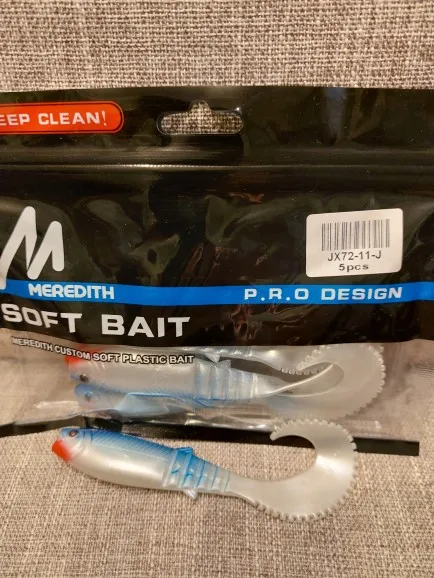 EEP CLEAN!
JX72-11-J
5pcs
M
MEREDITH
P.R.O DESIGN
SOFT BAIT
MEREDITH CUSTOM SOFT PLASTIC BAIT